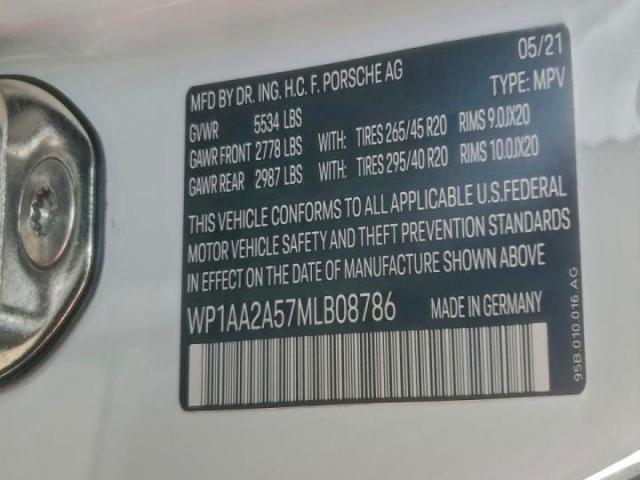 05/21
MFD BY DR. ING. H.C. F. PORSCHE AG TYPE: MPV
GVWR 5534 LBS
GAWR FRONT 2778 LBS WITH: TIRES 265/45 R20 RIMS 9.0JX20
GAWR REAR 2987 LBS WITH: TIRES 295/40 R20 RIMS 10.0JX20
THIS VEHICLE CONFORMS TO ALL APPLICABLE U.S.FEDERAL
MOTOR VEHICLE SAFETY AND THEFT PREVENTION STANDARDS
IN EFFECT ON THE DATE OF MANUFACTURE SHOWN ABOVE
WP1AA2A57MLB08786 MADE IN GERMANY
95B.010.016.AG